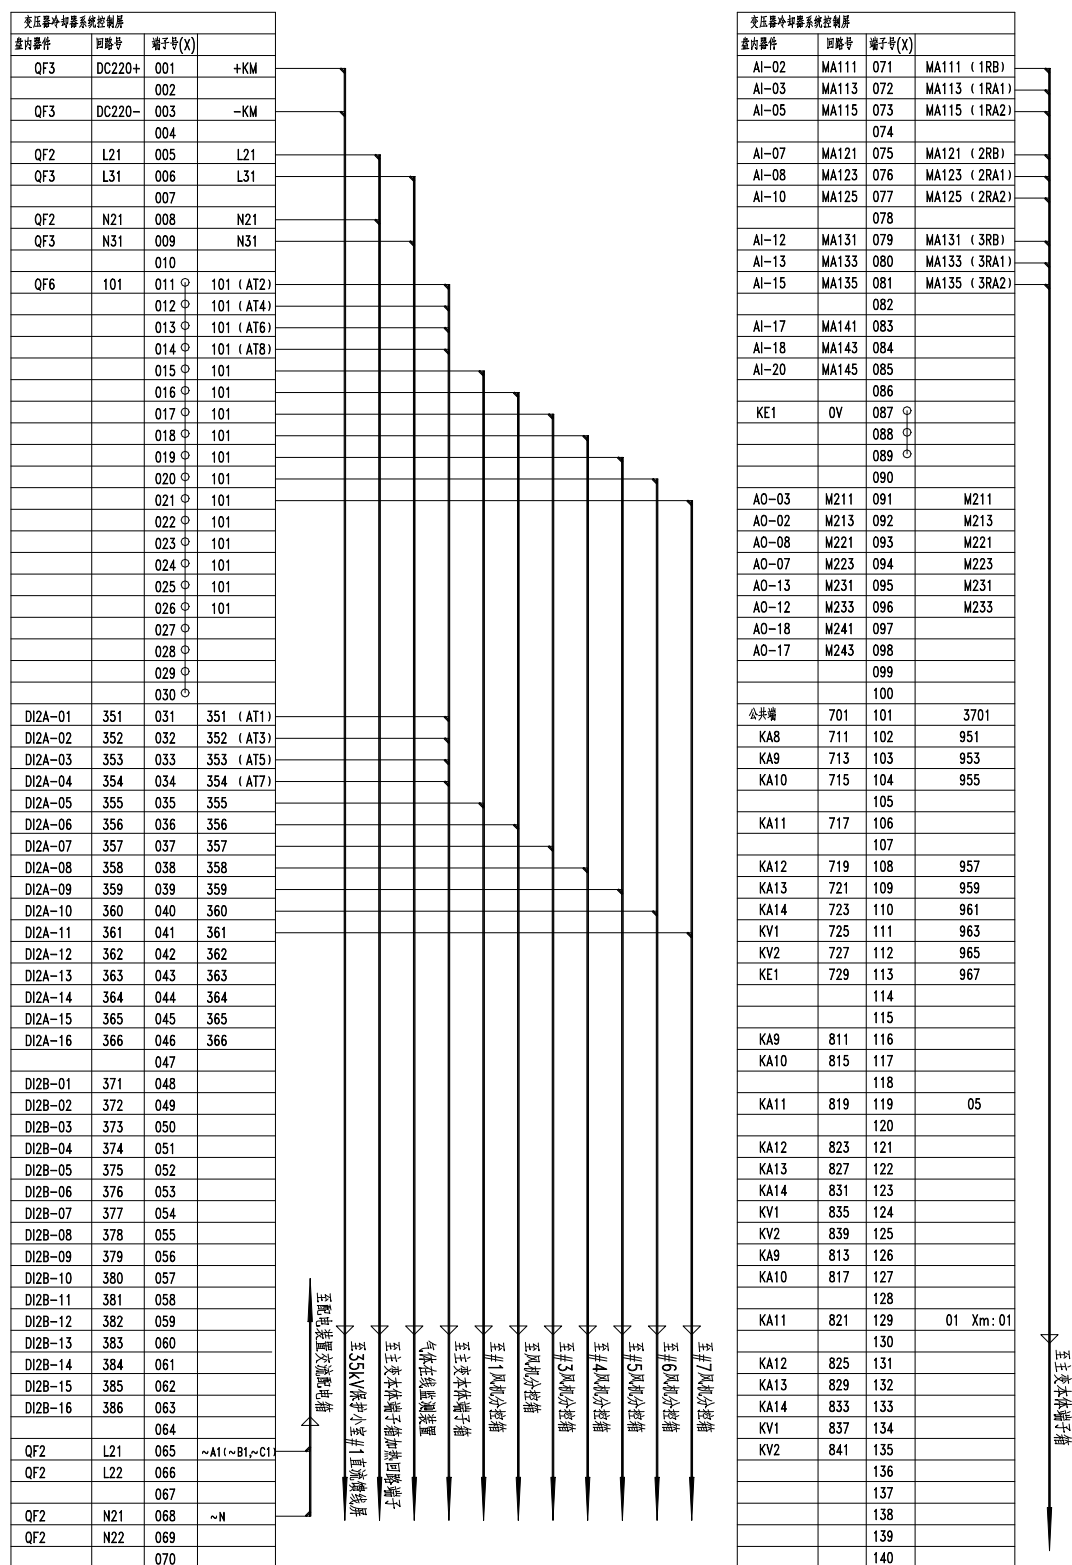 变压器冷却器系统控制屏
盘内器件 回路号 端子号(X)
QF3 DC220+ 001 +KM
002
QF3 DC220- 003 -KM
004
QF2 L21 005 L21
QF3 L31 006 L31
007
QF2 N21 008 N21
QF3 N31 009 N31
010
QF6 101 011 101 (AT2)
012 101 (AT4)
013 101 (AT6)
014 101 (AT8)
015 101
016 101
017 101
018 101
019 101
020 101
021 101
022 101
023 101
024 101
025 101
026 101
027
028
029
030
DI2A-01 351 031 351 (AT1)
DI2A-02 352 032 352 (AT3)
DI2A-03 353 033 353 (AT5)
DI2A-04 354 034 354 (AT7)
DI2A-05 355 035 355
DI2A-06 356 036 356
DI2A-07 357 037 357
DI2A-08 358 038 358
DI2A-09 359 039 359
DI2A-10 360 040 360
DI2A-11 361 041 361
DI2A-12 362 042 362
DI2A-13 363 043 363
DI2A-14 364 044 364
DI2A-15 365 045 365
DI2A-16 366 046 366
047
DI2B-01 371 048
DI2B-02 372 049
DI2B-03 373 050
DI2B-04 374 051
DI2B-05 375 052
DI2B-06 376 053
DI2B-07 377 054
DI2B-08 378 055
DI2B-09 379 056
DI2B-10 380 057
DI2B-11 381 058
DI2B-12 382 059
DI2B-13 383 060
DI2B-14 384 061
DI2B-15 385 062
DI2B-16 386 063
064
QF2 L21 065 ~A1(~B1,~C1)
QF2 L22 066
067
QF2 N21 068 ~N
QF2 N22 069
070
至配电装置交流配电箱
至35kV保护小室#1直流馈线屏
至主变本体端子箱加热回路端子
气体在线监测装置
至主变本体端子箱
至#1风机分控箱
至风机分控箱
至#3风机分控箱
至#4风机分控箱
至#5风机分控箱
至#6风机分控箱
至#7风机分控箱
变压器冷却器系统控制屏
盘内器件 回路号 端子号(X)
AI-02 MA111 071 MA111 (1RB)
AI-03 MA113 072 MA113 (1RA1)
AI-05 MA115 073 MA115 (1RA2)
074
AI-07 MA121 075 MA121 (2RB)
AI-08 MA123 076 MA123 (2RA1)
AI-10 MA125 077 MA125 (2RA2)
078
AI-12 MA131 079 MA131 (3RB)
AI-13 MA133 080 MA133 (3RA1)
AI-15 MA135 081 MA135 (3RA2)
082
AI-17 MA141 083
AI-18 MA143 084
AI-20 MA145 085
086
KE1 0V 087
088
089
090
AO-03 M211 091 M211
AO-02 M213 092 M213
AO-08 M221 093 M221
AO-07 M223 094 M223
AO-13 M231 095 M231
AO-12 M233 096 M233
AO-18 M241 097
AO-17 M243 098
099
100
公共端 701 101 3701
KA8 711 102 951
KA9 713 103 953
KA10 715 104 955
105
KA11 717 106
107
KA12 719 108 957
KA13 721 109 959
KA14 723 110 961
KV1 725 111 963
KV2 727 112 965
KE1 729 113 967
114
115
KA9 811 116
KA10 815 117
118
KA11 819 119 05
120
KA12 823 121
KA13 827 122
KA14 831 123
KV1 835 124
KV2 839 125
KA9 813 126
KA10 817 127
128
KA11 821 129 01 Xm:01
130
KA12 825 131
KA13 829 132
KA14 833 133
KV1 837 134
KV2 841 135
136
137
138
139
140
至主变本体端子箱